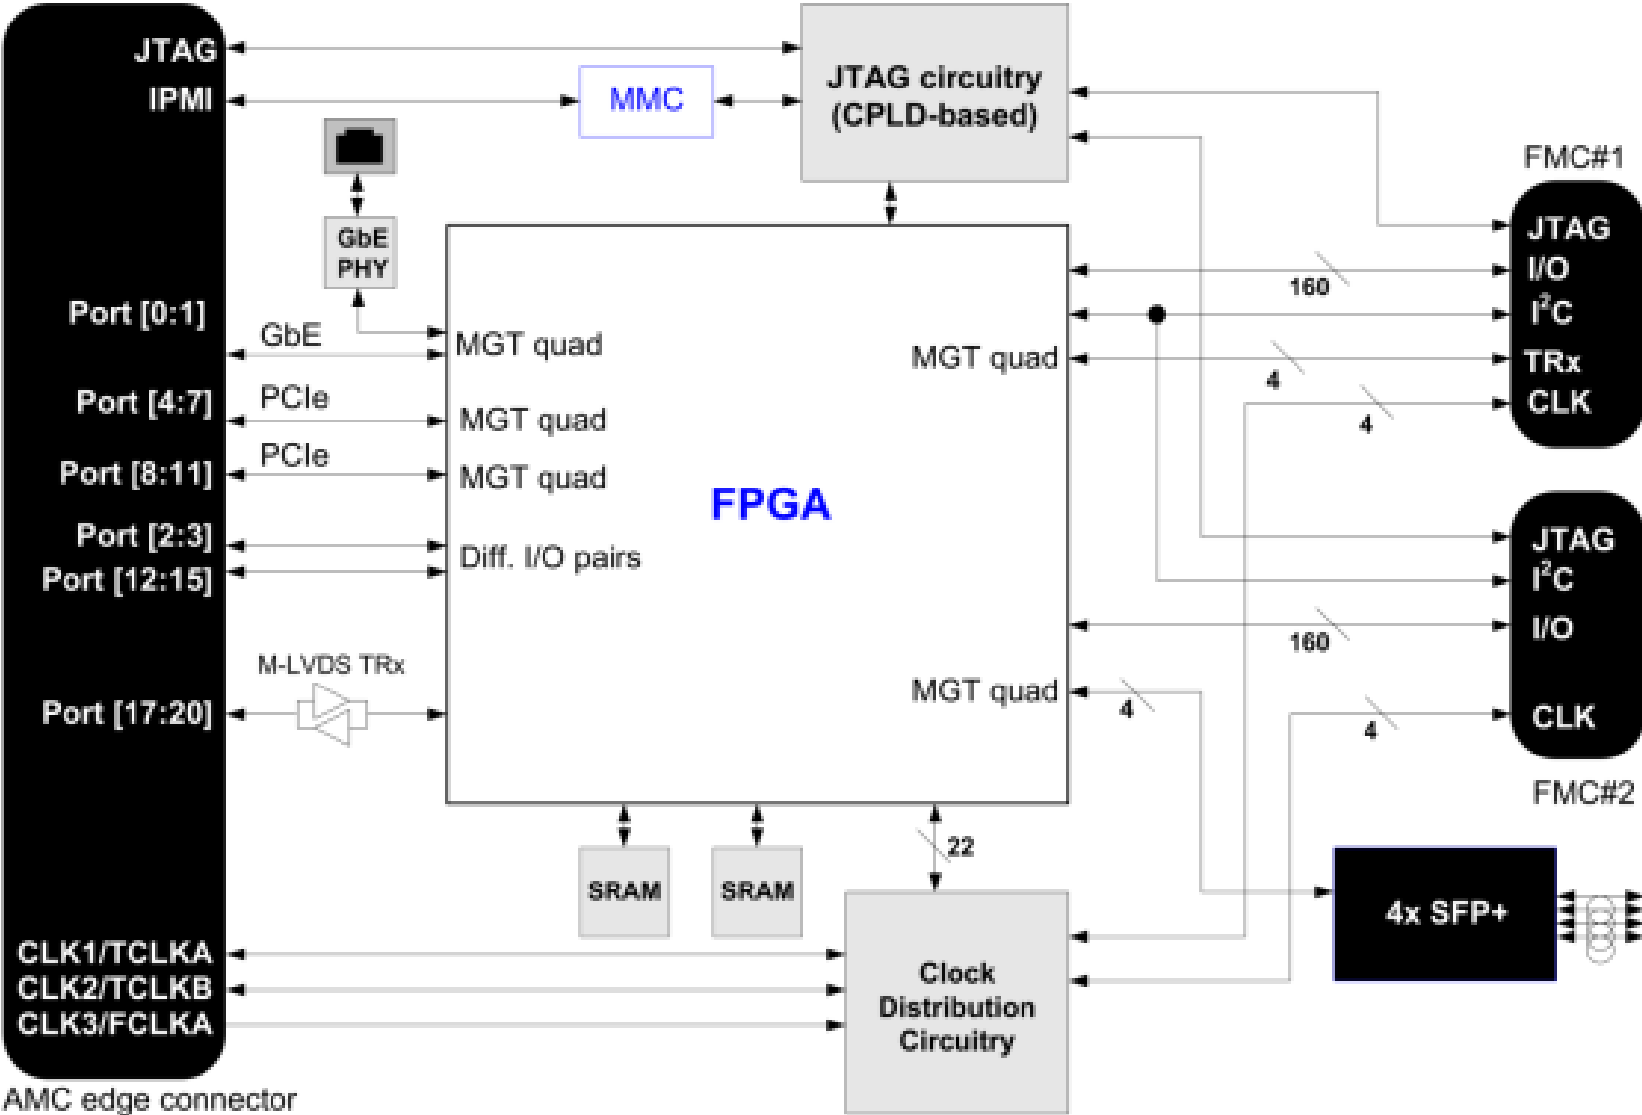 JTAG
IPMI
MMC
JTAG circuitry
(CPLD-based)
GbE
PHY
Port [0:1]
GbE
Port [4:7]
PCIe
Port [8:11]
PCIe
Port [2:3]
Port [12:15]
M-LVDS TRx
Port [17:20]
CLK1/TCLKA
CLK2/TCLKB
CLK3/FCLKA
AMC edge connector
MGT quad
MGT quad
MGT quad
Diff. I/O pairs
FPGA
MGT quad
MGT quad
SRAM
SRAM
22
Clock
Distribution
Circuitry
FMC#1
JTAG
I/O
160
I²C
TRx
4
CLK
4
JTAG
I²C
I/O
160
CLK
4
4
FMC#2
4x SFP+